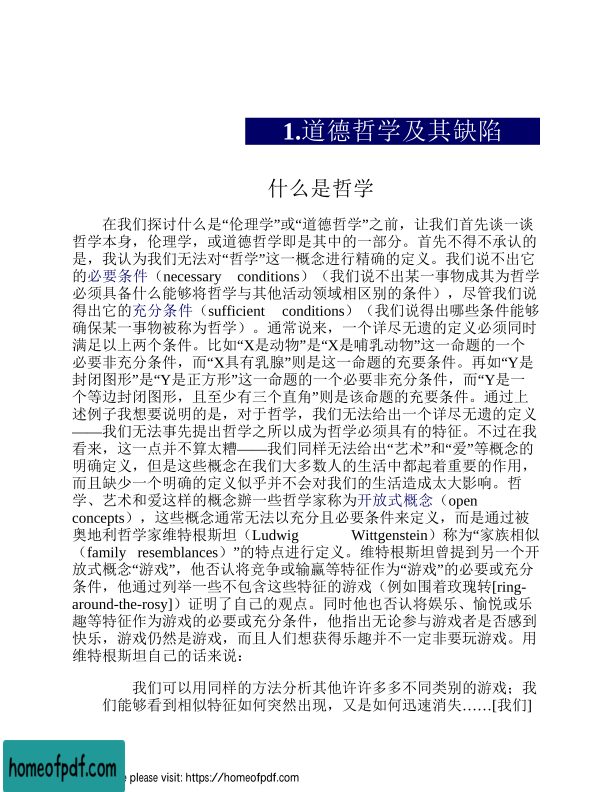 1.道德哲学及其缺陷
什么是哲学
在我们探讨什么是“伦理学”或“道德哲学”之前，让我们首先谈一谈
哲学本身，伦理学，或道德哲学即是其中的一部分。首先不得不承认的
是，我认为我们无法对“哲学”这一概念进行精确的定义。我们说不出它
的必要条件（necessary conditions）（我们说不出某一事物成其为哲学
必须具备什么能够将哲学与其他活动领域相区别的条件），尽管我们说
得出它的充分条件（sufficient conditions）（我们说得出哪些条件能够
确保某一事物被称为哲学）。通常说来，一个详尽无遗的定义必须同时
满足以上两个条件。比如“X是动物”是“X是哺乳动物”这一命题的一个
必要非充分条件，而“X具有乳腺”则是这一命题的充要条件。再如“Y是
封闭图形”是“Y是正方形”这一命题的一个必要非充分条件，而“Y是一
个等边封闭图形，且至少有三个直角”则是该命题的充要条件。通过上
述例子我想要说明的是，对于哲学，我们无法给出一个详尽无遗的定义
——我们无法事先提出哲学之所以成为哲学必须具有的特征。不过在我
看来，这一点并不算太糟——我们同样无法给出“艺术”和“爱”等概念的
明确定义，但是这些概念在我们大多数人的生活中都起着重要的作用，
而且缺少一个明确的定义似乎并不会对我们的生活造成太大影响。哲
学、艺术和爱这样的概念辦一些哲学家称为开放式概念（open
concepts），这些概念通常无法以充分且必要条件来定义，而是通过被
奥地利哲学家维特根斯坦（Ludwig Wittgenstein）称为“家族相似
（family resemblances）”的特点进行定义。维特根斯坦曾提到另一个开
放式概念“游戏”，他否认将竞争或输赢等特征作为“游戏”的必要或充分
条件，他通过列举一些不包含这些特征的游戏（例如围着玫瑰转[ring-
around-the-rosy]）证明了自己的观点。同时他也否认将娱乐、愉悦或乐
趣等特征作为游戏的必要或充分条件，他指出无论参与游戏者是否感到
快乐，游戏仍然是游戏，而且人们想获得乐趣并不一定非要玩游戏。用
维特根斯坦自己的话来说：
我们可以用同样的方法分析其他许许多多不同类别的游戏；我
们能够看到相似特征如何突然出现，又是如何迅速消失……[我们]
homeofpdf.com
please visit: https://homeofpdf.com